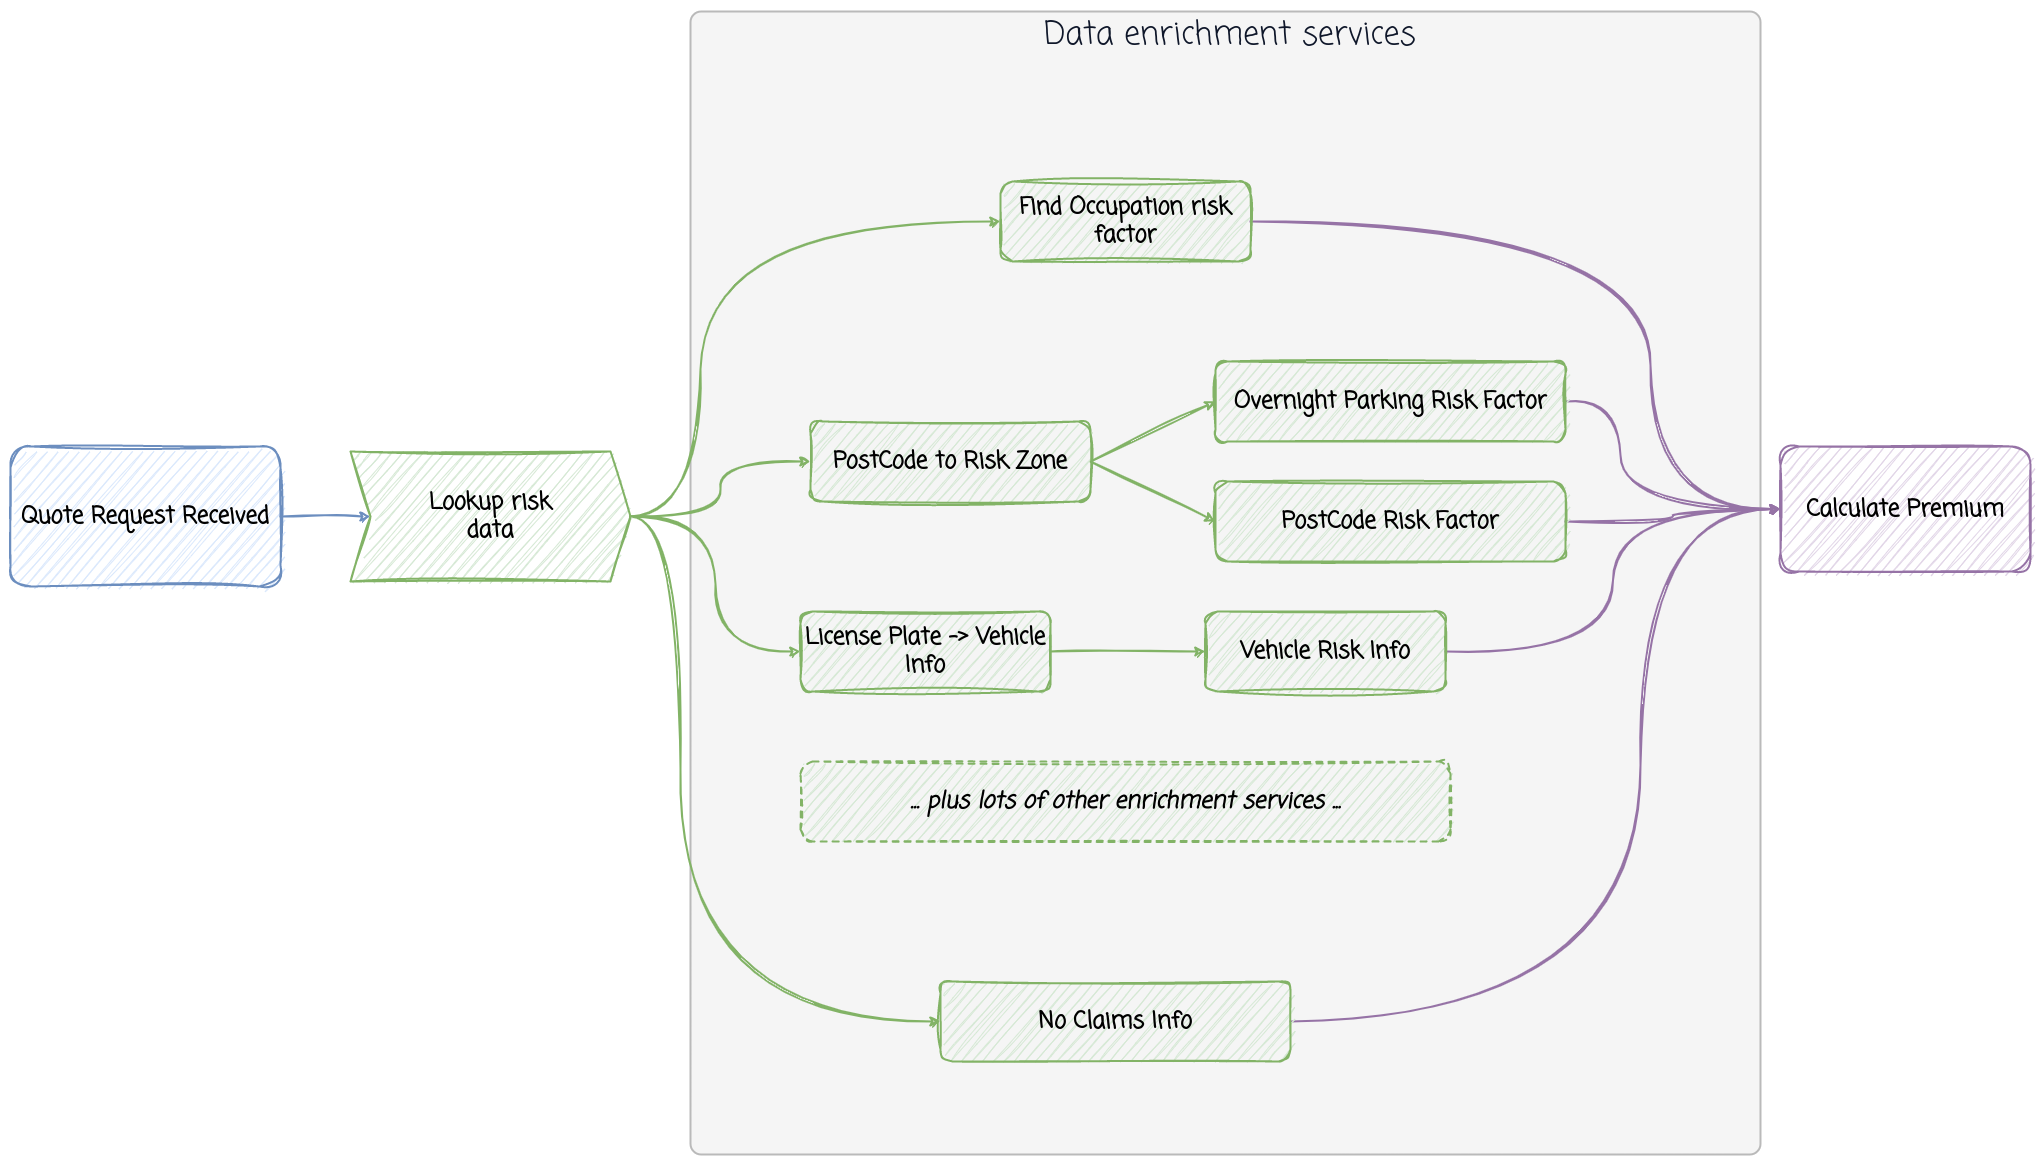 Data enrichment services
Find Occupation risk
factor
Overnight Parking Risk Factor
PostCode to Risk Zone
PostCode Risk Factor
Quote Request Received
Lookup risk
data
Calculate Premium
License Plate -> Vehicle
Info
Vehicle Risk Info
... plus lots of other enrichment services ...
No Claims Info